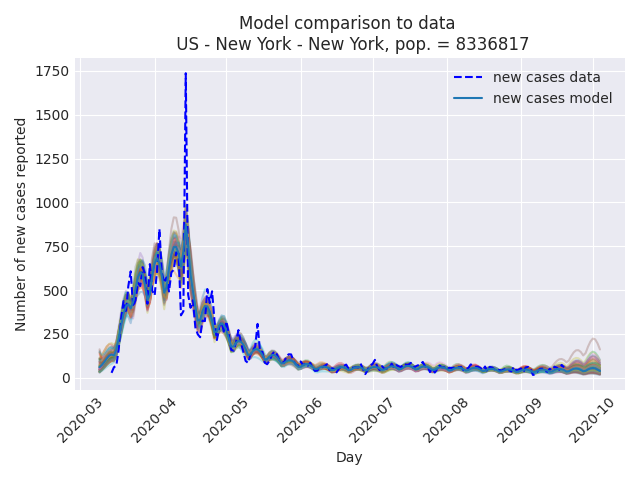 Model comparison to data
US - New York - New York, pop. = 8336817
new cases data
new cases model
Number of new cases reported
1750
1500
1250
1000
750
500
250
0
2020-03
2020-04
2020-05
2020-06
2020-07
2020-08
2020-09
2020-10
Day